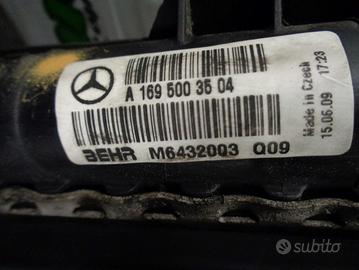 A 169 500 35 04
BEHR M6432003 Q09
Made in Czech
15.06.09 17:23
subito